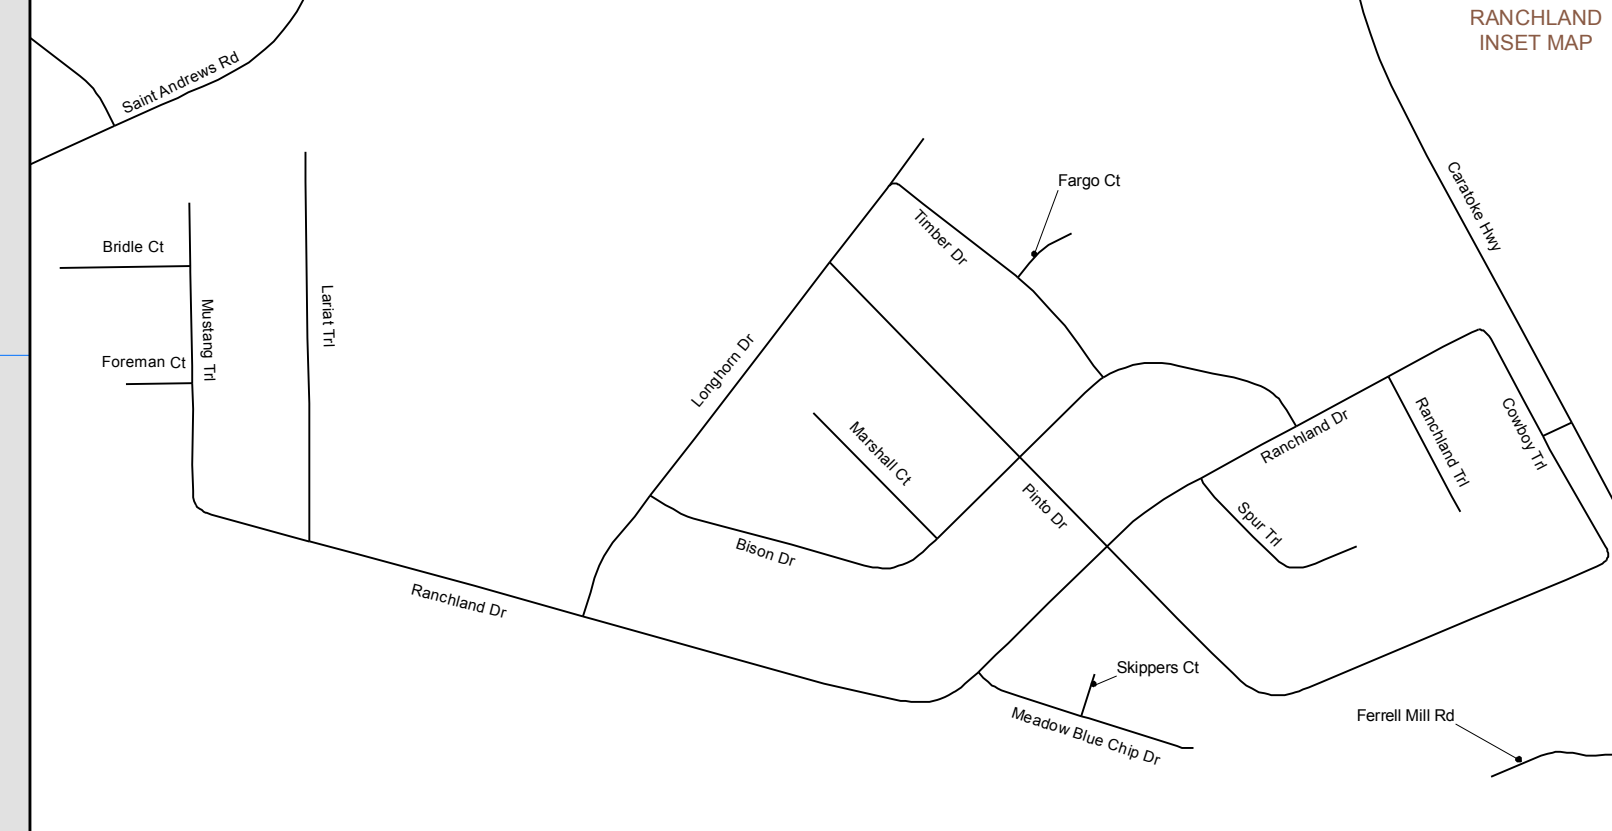 RANCHLAND
INSET MAP
Saint Andrews Rd
Caratoke Hwy
Fargo Ct
Timber Dr
Bridle Ct
Mustang Trl
Lariat Trl
Foreman Ct
Longhorn Dr
Marshall Ct
Ranchland Dr
Ranchland Trl
Cowboy Trl
Pinto Dr
Spur Trl
Bison Dr
Ranchland Dr
Skippers Ct
Meadow Blue Chip Dr
Ferrell Mill Rd